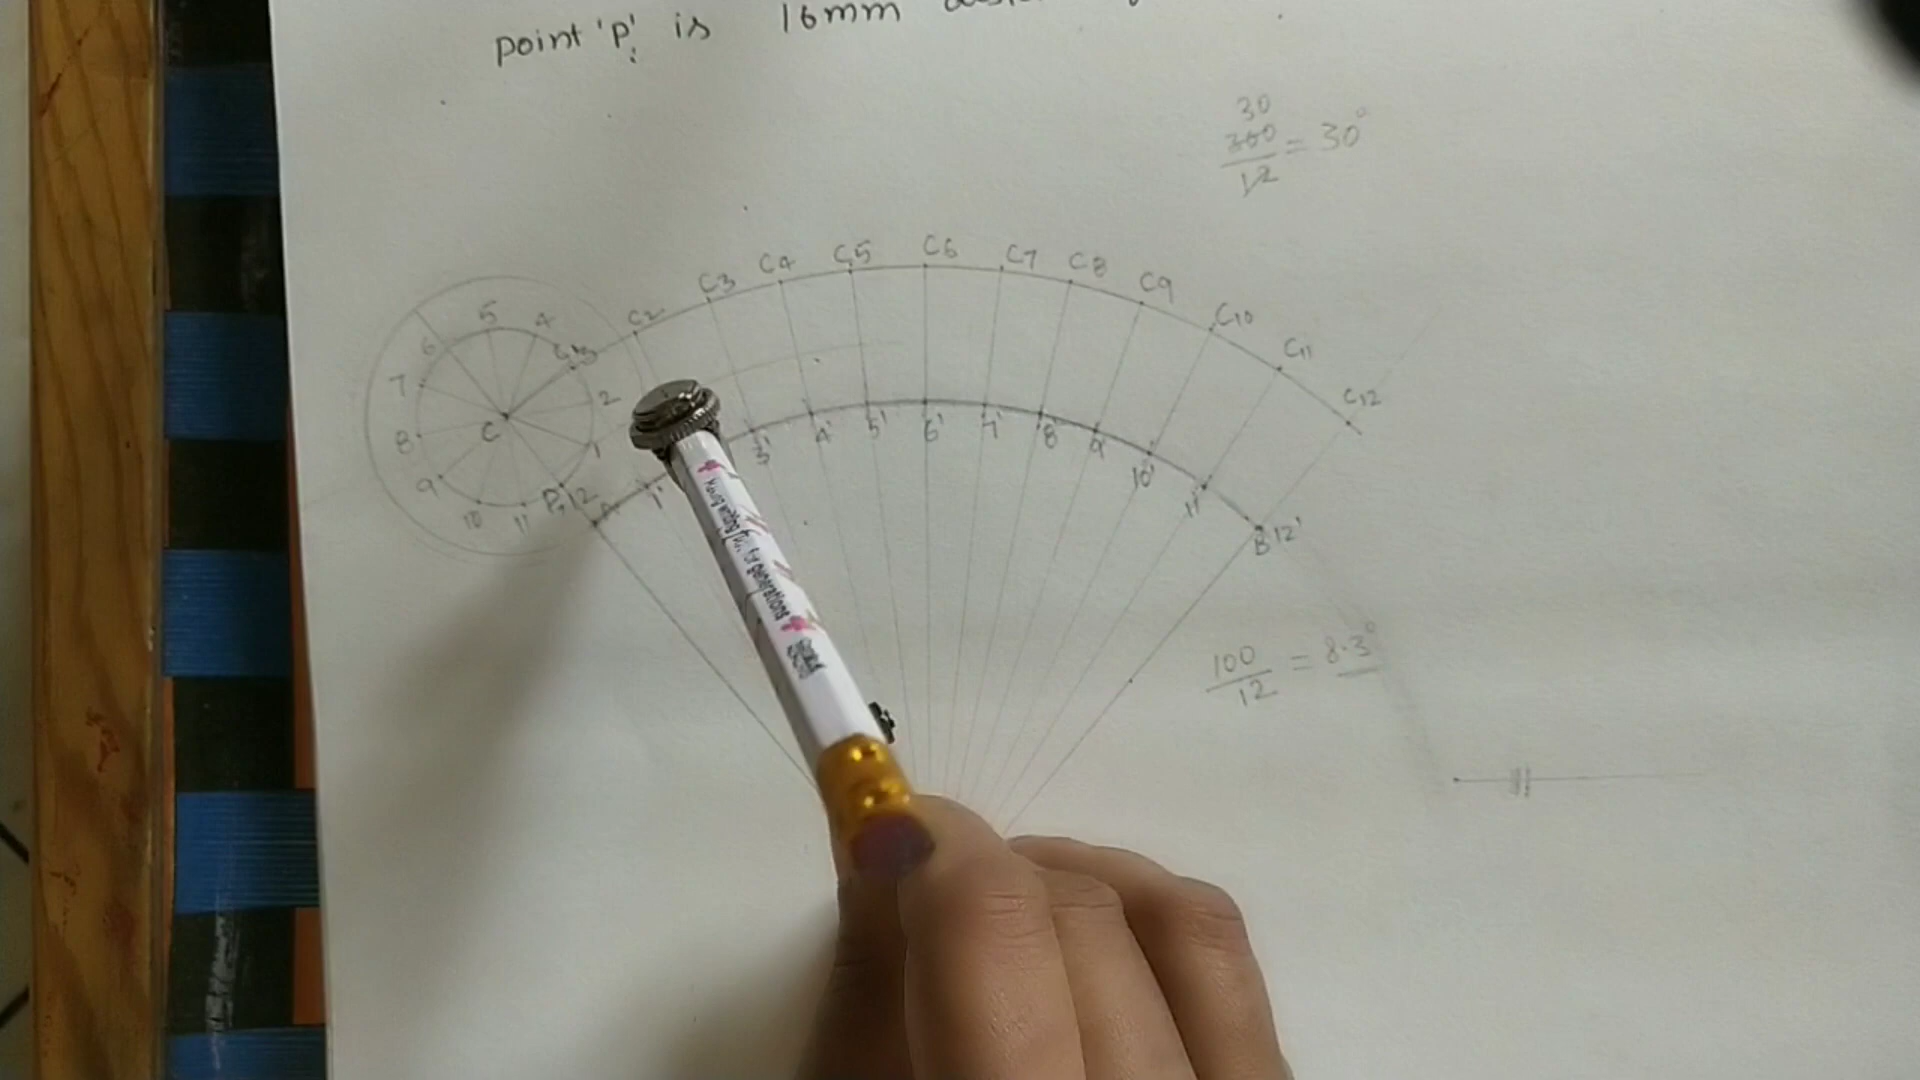 point 'P' is 16mm
30
360
12
= 30°
C2 C3 C4 C5 C6 C7 C8 C9 C10 C11 C12
5 4
6
7 2
8 C 1
9
10 11 P, 12 A
1' 3' 4' 5' 6' 7' 8' 9' 10' 11'
B 12'
for generations
100
12
= 8.3°